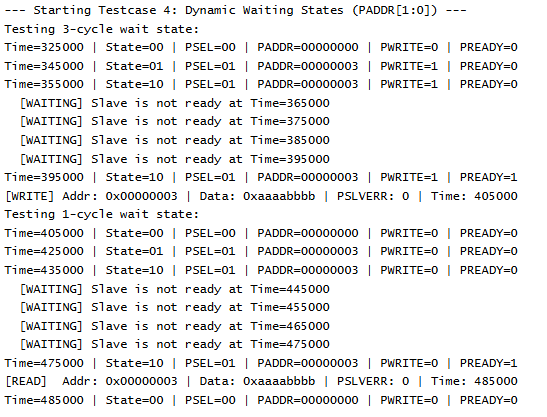 --- Starting Testcase 4: Dynamic Waiting States (PADDR[1:0]) ---
Testing 3-cycle wait state:
Time=325000 | State=00 | PSEL=00 | PADDR=00000000 | PWRITE=0 | PREADY=0
Time=345000 | State=01 | PSEL=01 | PADDR=00000003 | PWRITE=1 | PREADY=0
Time=355000 | State=10 | PSEL=01 | PADDR=00000003 | PWRITE=1 | PREADY=0
  [WAITING] Slave is not ready at Time=365000
  [WAITING] Slave is not ready at Time=375000
  [WAITING] Slave is not ready at Time=385000
  [WAITING] Slave is not ready at Time=395000
Time=395000 | State=10 | PSEL=01 | PADDR=00000003 | PWRITE=1 | PREADY=1
[WRITE] Addr: 0x00000003 | Data: 0xaaaabbbb | PSLVERR: 0 | Time: 405000
Testing 1-cycle wait state:
Time=405000 | State=00 | PSEL=00 | PADDR=00000000 | PWRITE=0 | PREADY=0
Time=425000 | State=01 | PSEL=01 | PADDR=00000003 | PWRITE=0 | PREADY=0
Time=435000 | State=10 | PSEL=01 | PADDR=00000003 | PWRITE=0 | PREADY=0
  [WAITING] Slave is not ready at Time=445000
  [WAITING] Slave is not ready at Time=455000
  [WAITING] Slave is not ready at Time=465000
  [WAITING] Slave is not ready at Time=475000
Time=475000 | State=10 | PSEL=01 | PADDR=00000003 | PWRITE=0 | PREADY=1
[READ]  Addr: 0x00000003 | Data: 0xaaaabbbb | PSLVERR: 0 | Time: 485000
Time=485000 | State=00 | PSEL=00 | PADDR=00000000 | PWRITE=0 | PREADY=0